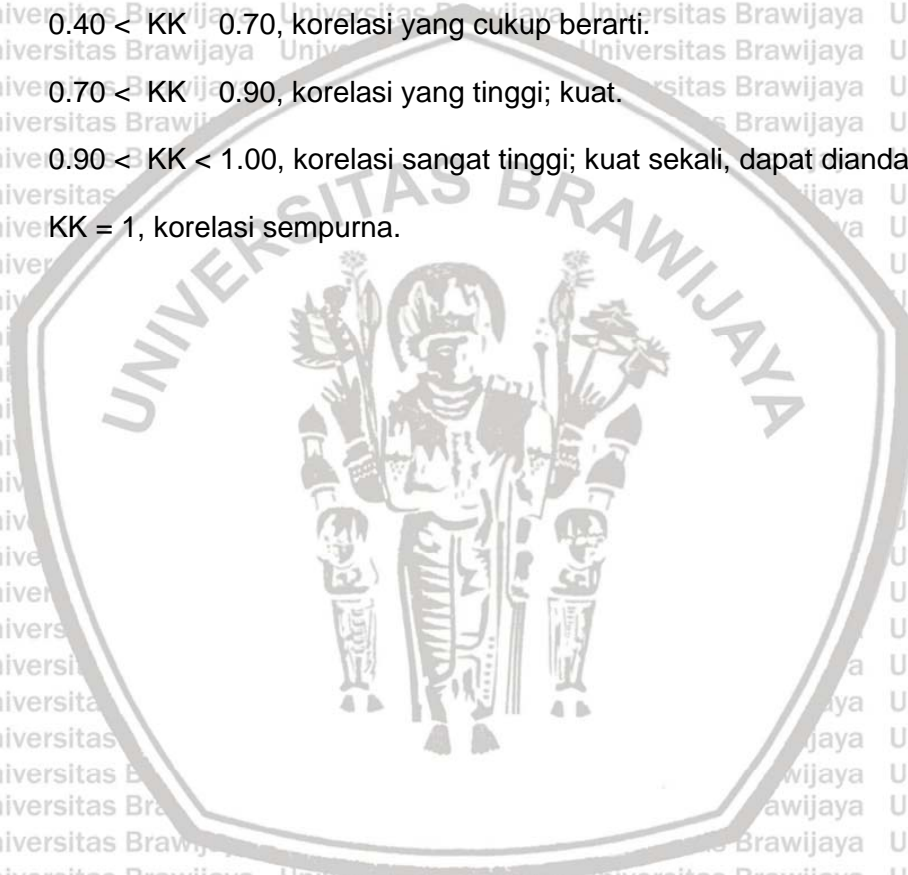 0.40 < KK 0.70, korelasi yang cukup berarti.
0.70 < KK 0.90, korelasi yang tinggi; kuat.
0.90 < KK < 1.00, korelasi sangat tinggi; kuat sekali, dapat dianda
KK = 1, korelasi sempurna.
UNIVERSITAS BRAWIJAYA